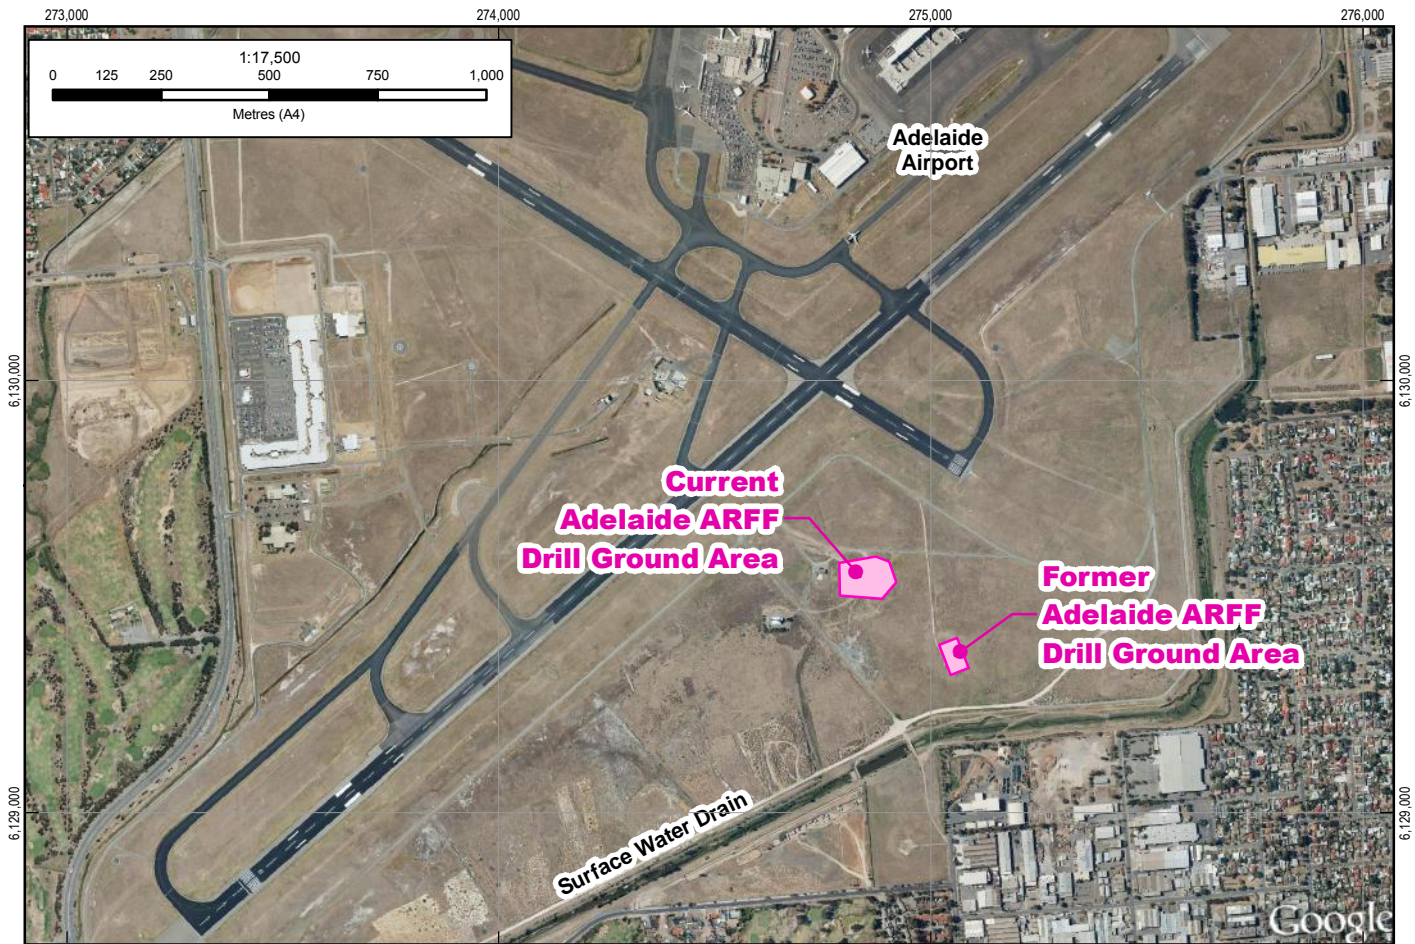 273,000
274,000
275,000
276,000
1:17,500
0 125 250 500 750 1,000
Metres (A4)
Adelaide
Airport
6,130,000
6,130,000
Current
Adelaide ARFF
Drill Ground Area
Former
Adelaide ARFF
Drill Ground Area
Surface Water Drain
6,129,000
6,129,000
Google